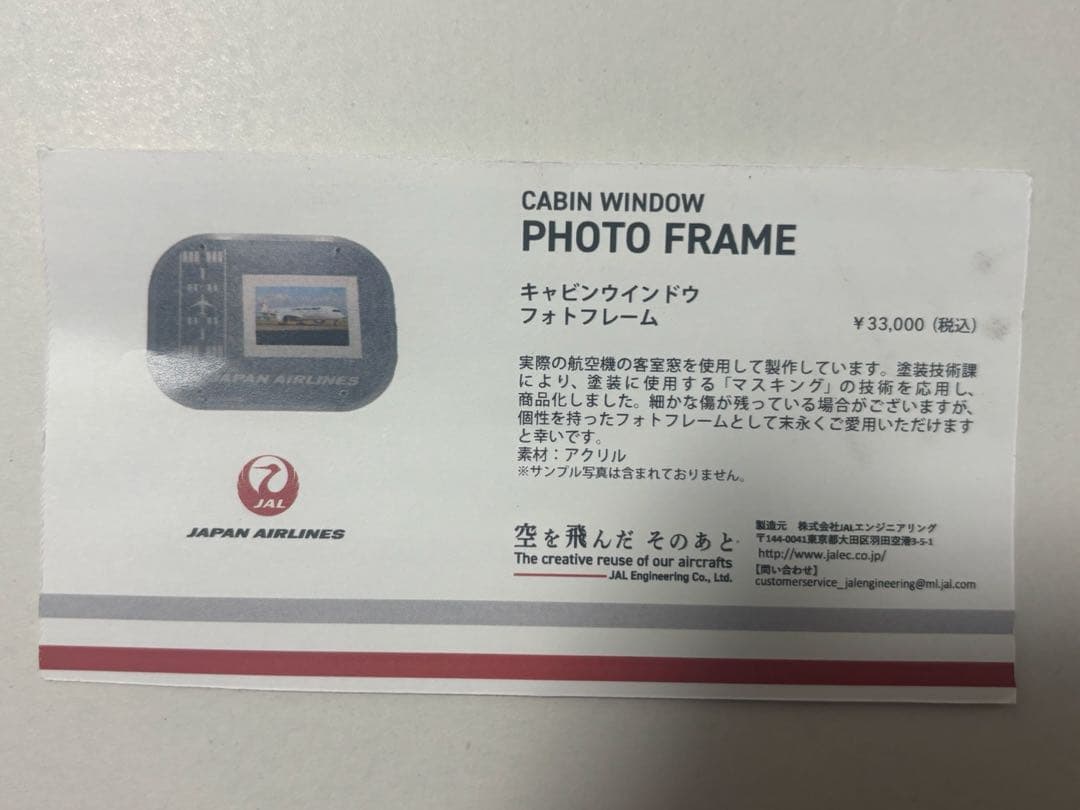 CABIN WINDOW
PHOTO FRAME
キャビンウインドウ
フォトフレーム
￥33,000（税込）
実際の航空機の客室窓を使用して製作しています。塗装技術課
により、塗装に使用する「マスキング」の技術を応用し、
商品化しました。細かな傷が残っている場合がございますが、
個性を持ったフォトフレームとして末永くご愛用いただけます
と幸いです。
素材：アクリル
※サンプル写真は含まれておりません。
JAPAN AIRLINES
JAL
JAPAN AIRLINES
空を飛んだ そのあと
The creative reuse of our aircrafts
JAL Engineering Co., Ltd.
製造元　株式会社JALエンジニアリング
〒144-0041東京都大田区羽田空港3-5-1
http://www.jalec.co.jp/
【問い合わせ】
customerservice_jalengineering@ml.jal.com